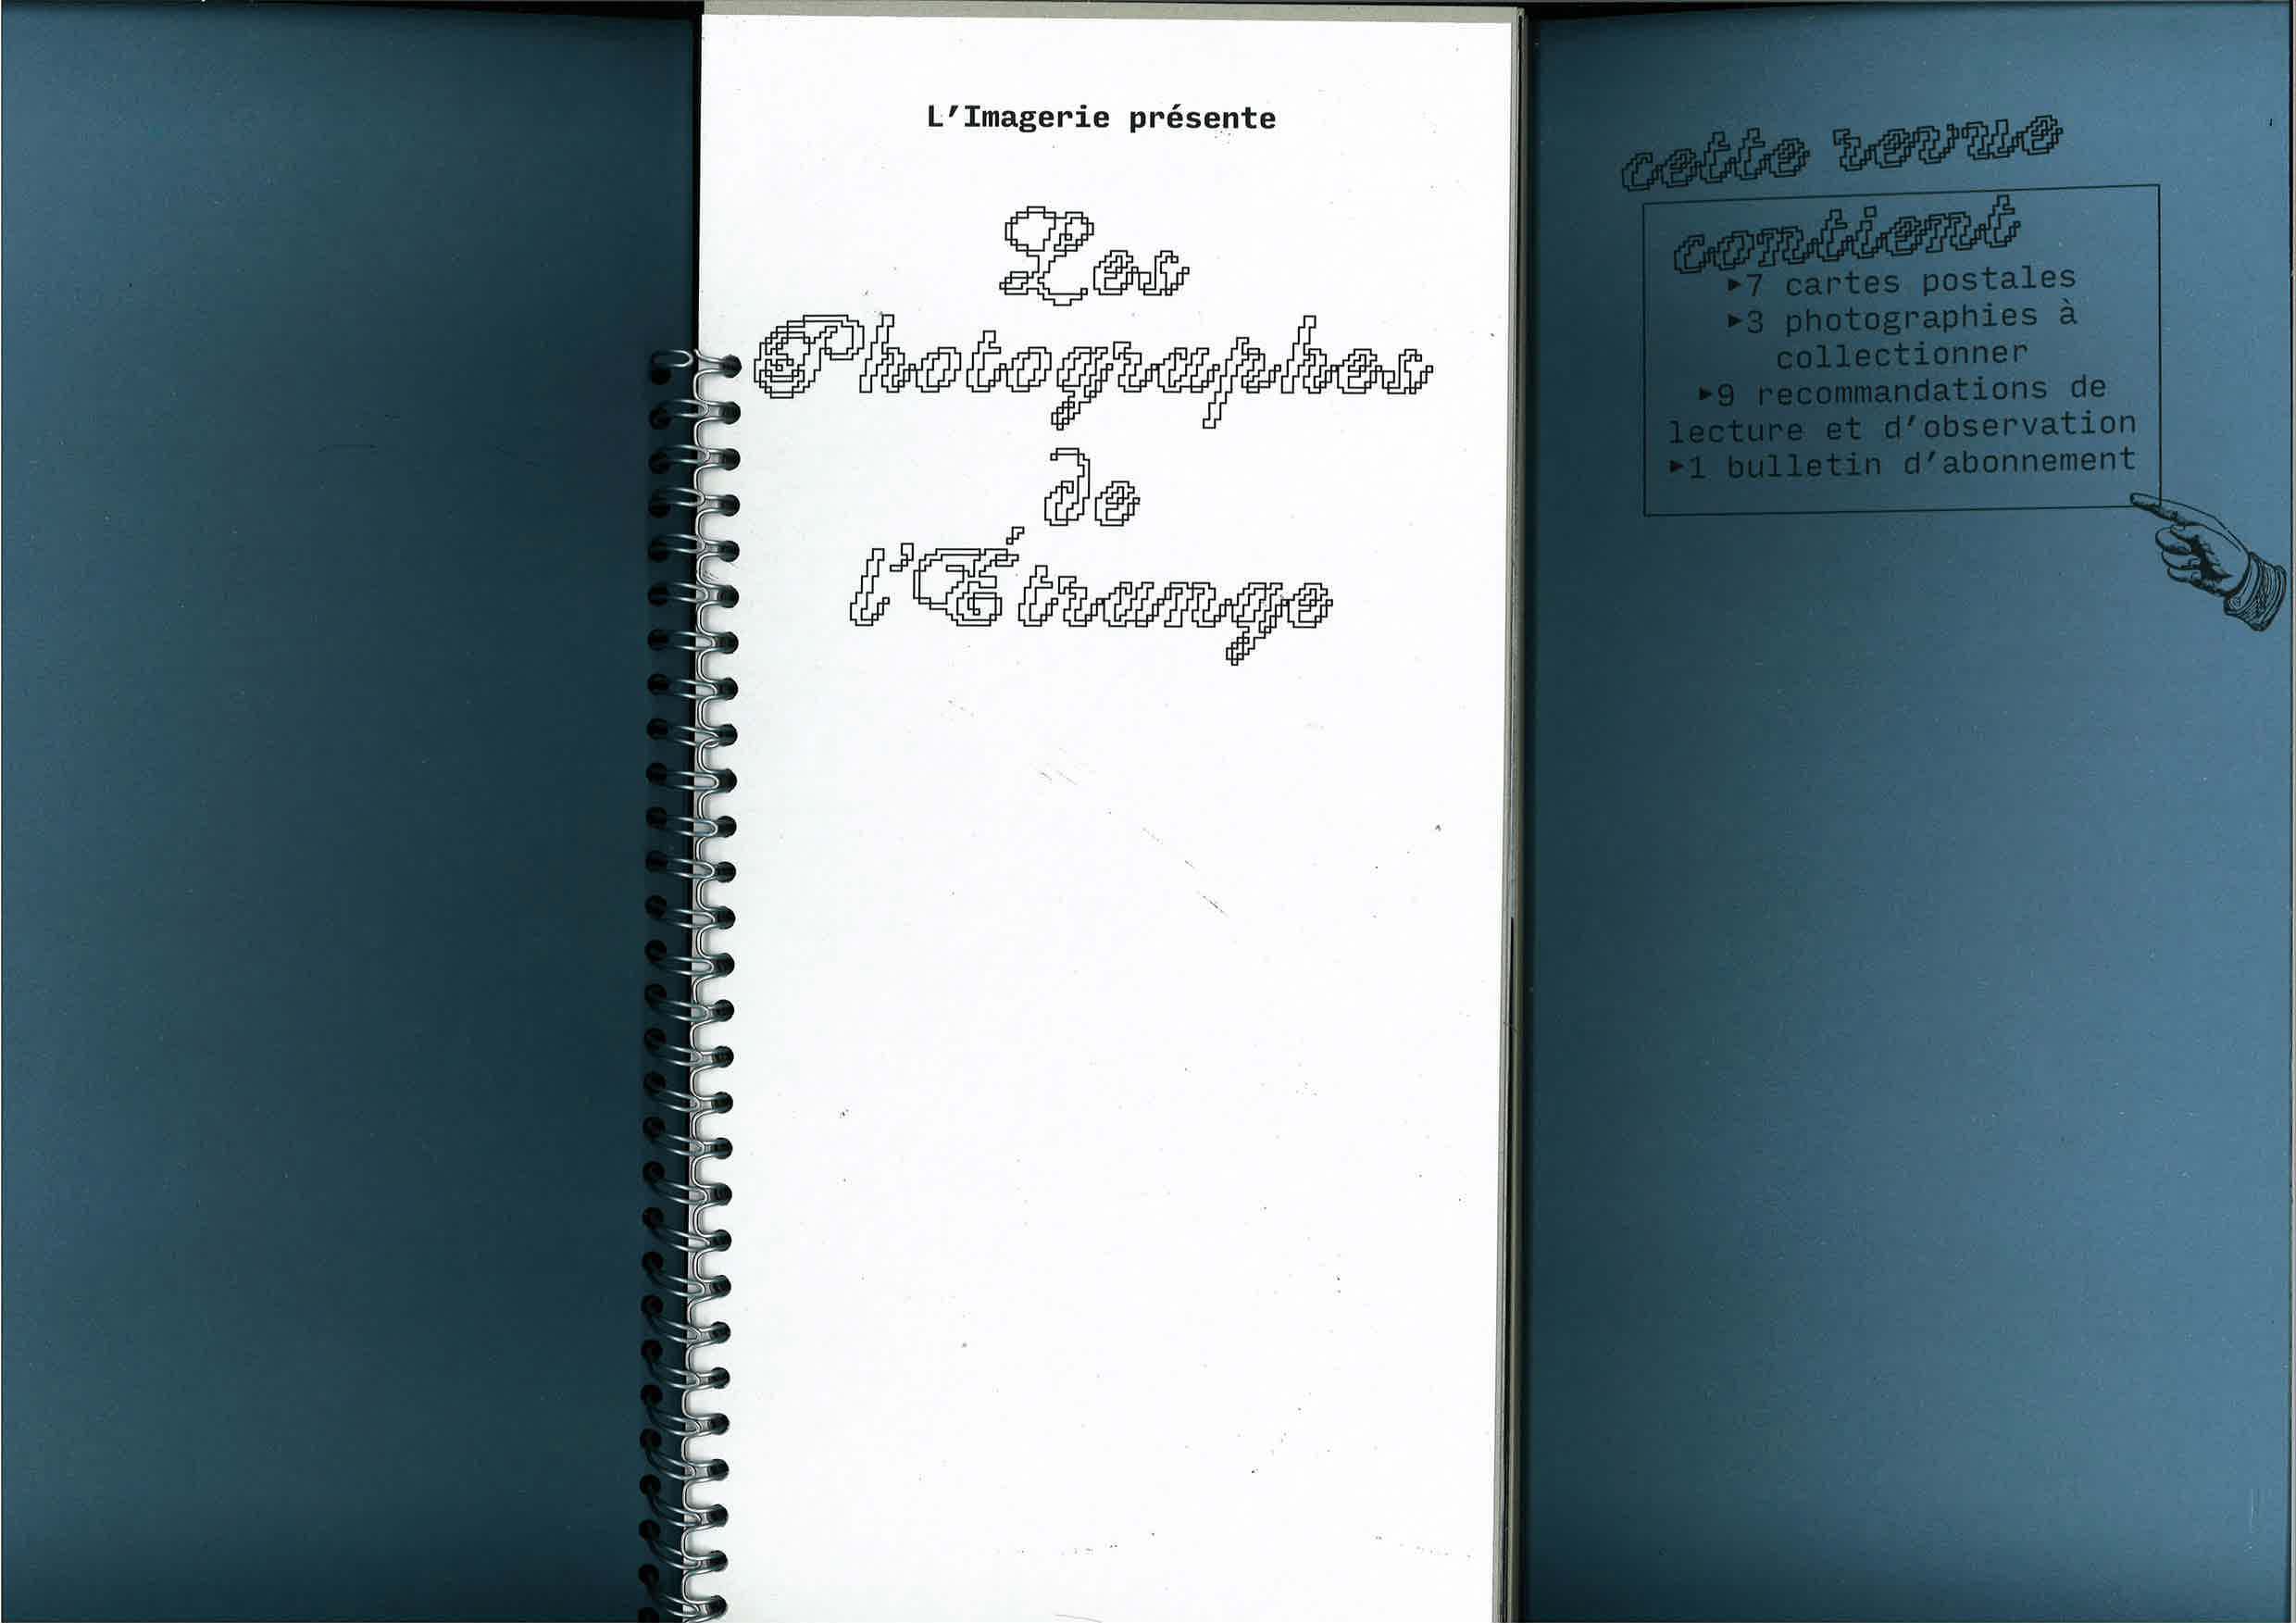 L'Imagerie présente
Les
Photographes
de
l'Étrange
cette revue
contient
▸7 cartes postales
▸3 photographies à
collectionner
▸9 recommandations de
lecture et d'observation
▸1 bulletin d'abonnement